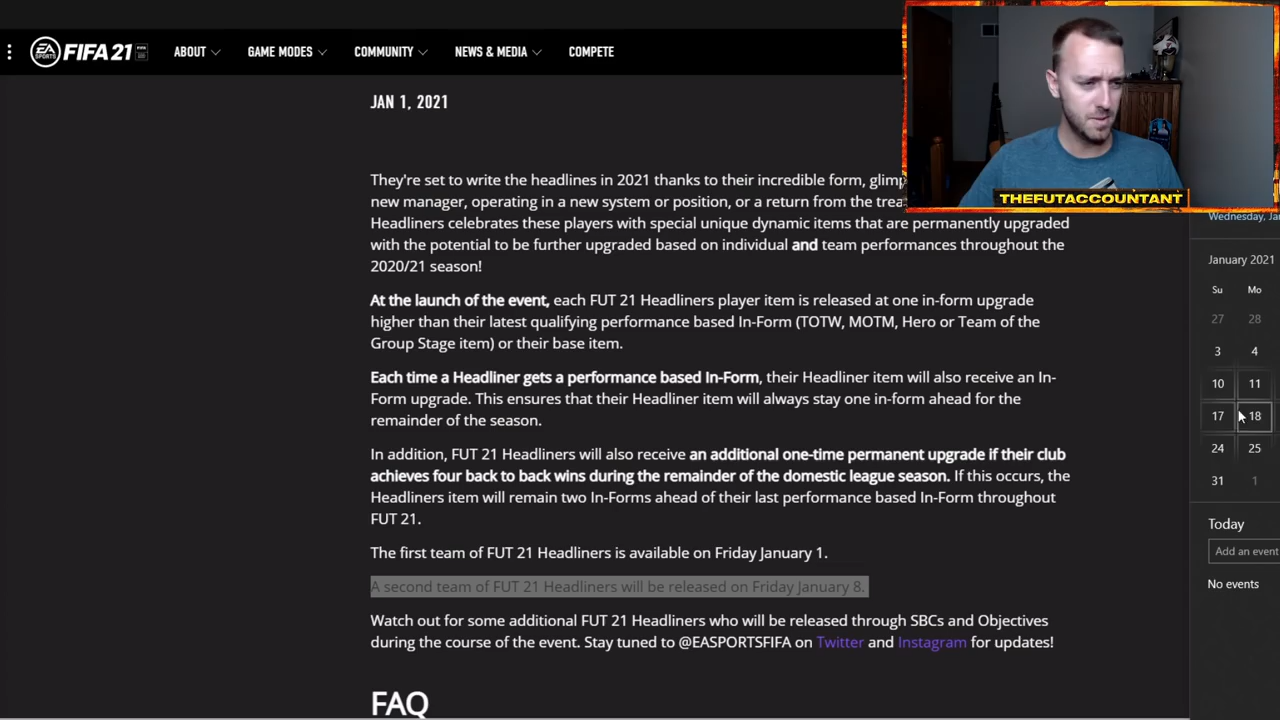 EA SPORTS FIFA 21 ABOUT GAME MODES COMMUNITY NEWS & MEDIA COMPETE
JAN 1, 2021
They're set to write the headlines in 2021 thanks to their incredible form,
new manager, operating in a new system or position, or a return from the
Headliners celebrates these players with special unique dynamic items that are permanently upgraded
with the potential to be further upgraded based on individual and team performances throughout the
2020/21 season!
At the launch of the event, each FUT 21 Headliners player item is released at one in-form upgrade
higher than their latest qualifying performance based In-Form (TOTW, MOTM, Hero or Team of the
Group Stage item) or their base item.
Each time a Headliner gets a performance based In-Form, their Headliner item will also receive an In-
Form upgrade. This ensures that their Headliner item will always stay one in-form ahead for the
remainder of the season.
In addition, FUT 21 Headliners will also receive an additional one-time permanent upgrade if their club
achieves four back to back wins during the remainder of the domestic league season. If this occurs, the
Headliners item will remain two In-Forms ahead of their last performance based In-Form throughout
FUT 21.
The first team of FUT 21 Headliners is available on Friday January 1.
A second team of FUT 21 Headliners will be released on Friday January 8.
Watch out for some additional FUT 21 Headliners who will be released through SBCs and Objectives
during the course of the event. Stay tuned to @EASPORTSFIFA on Twitter and Instagram for updates!
FAQ
THEFUTACCOUNTANT
Wednesday,
January 2021
Su Mo
27 28
3 4
10 11
17 18
24 25
31 1
Today
Add an event
No events